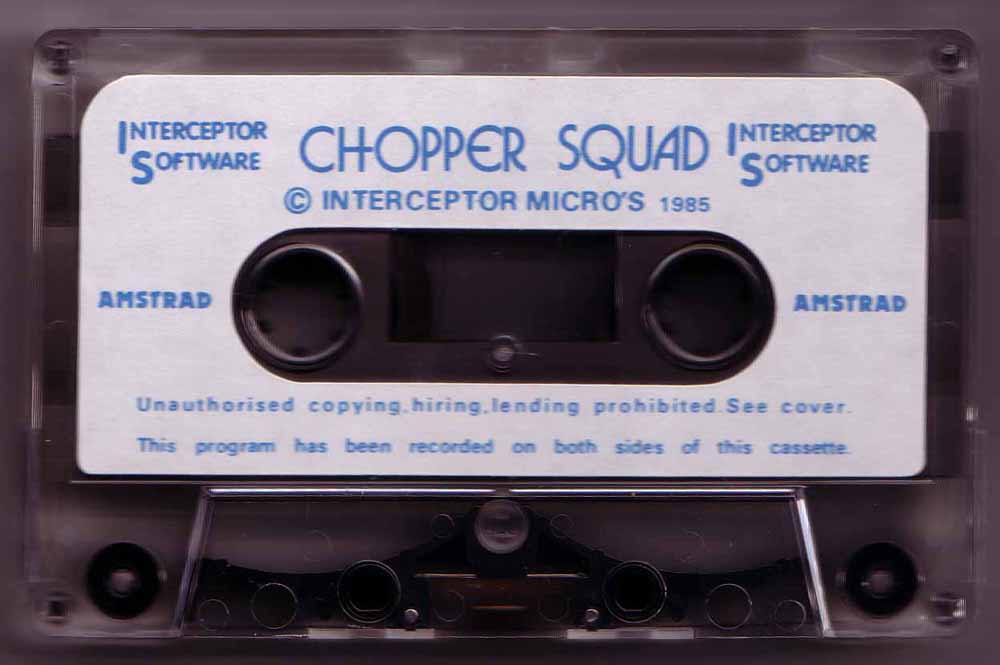 INTERCEPTOR SOFTWARE
CHOPPER SQUAD
INTERCEPTOR SOFTWARE
© INTERCEPTOR MICRO'S 1985
AMSTRAD
AMSTRAD
Unauthorised copying,hiring,lending prohibited.See cover.
This program has been recorded on both sides of this cassette.